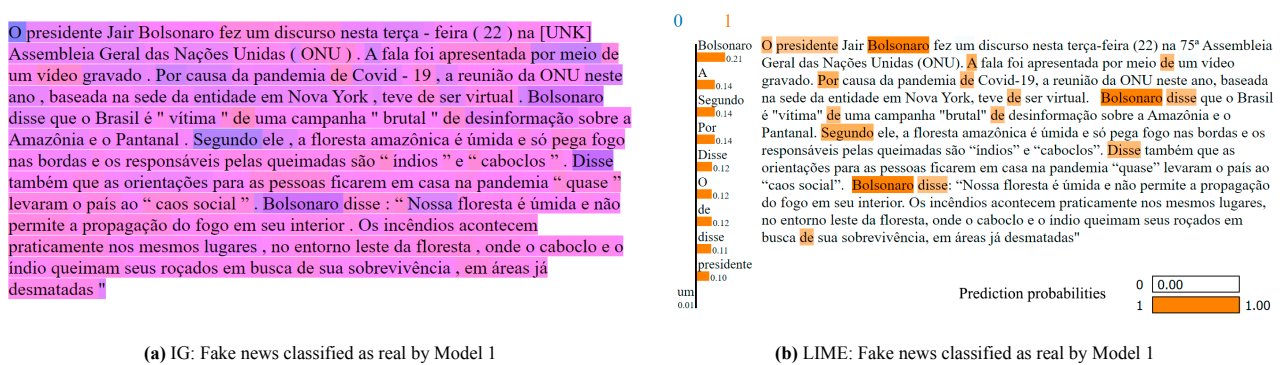 O presidente Jair Bolsonaro fez um discurso nesta terça - feira ( 22 ) na [UNK]
Assembleia Geral das Nações Unidas ( ONU ) . A fala foi apresentada por meio de
um vídeo gravado . Por causa da pandemia de Covid - 19 , a reunião da ONU neste
ano , baseada na sede da entidade em Nova York , teve de ser virtual . Bolsonaro
disse que o Brasil é " vítima " de uma campanha " brutal " de desinformação sobre a
Amazônia e o Pantanal . Segundo ele , a floresta amazônica é úmida e só pega fogo
nas bordas e os responsáveis pelas queimadas são “ índios ” e “ caboclos ” . Disse
também que as orientações para as pessoas ficarem em casa na pandemia “ quase ”
levaram o país ao “ caos social ” . Bolsonaro disse : “ Nossa floresta é úmida e não
permite a propagação do fogo em seu interior . Os incêndios acontecem
praticamente nos mesmos lugares , no entorno leste da floresta , onde o caboclo e o
índio queimam seus roçados em busca de sua sobrevivência , em áreas já
desmatadas "
(a) IG: Fake news classified as real by Model 1
0 1
Bolsonaro
0.21
A
0.14
Segundo
0.14
Por
0.14
Disse
0.12
O
0.12
de
0.12
disse
0.11
presidente
0.10
um
0.01
O presidente Jair Bolsonaro fez um discurso nesta terça-feira (22) na 75ª Assembleia
Geral das Nações Unidas (ONU). A fala foi apresentada por meio de um vídeo
gravado. Por causa da pandemia de Covid-19, a reunião da ONU neste ano, baseada
na sede da entidade em Nova York, teve de ser virtual. Bolsonaro disse que o Brasil
é "vítima" de uma campanha "brutal" de desinformação sobre a Amazônia e o
Pantanal. Segundo ele, a floresta amazônica é úmida e só pega fogo nas bordas e os
responsáveis pelas queimadas são “índios” e “caboclos”. Disse também que as
orientações para as pessoas ficarem em casa na pandemia “quase” levaram o país ao
“caos social”. Bolsonaro disse: “Nossa floresta é úmida e não permite a propagação
do fogo em seu interior. Os incêndios acontecem praticamente nos mesmos lugares,
no entorno leste da floresta, onde o caboclo e o índio queimam seus roçados em
busca de sua sobrevivência, em áreas já desmatadas"
Prediction probabilities
0 0.00
1 1.00
(b) LIME: Fake news classified as real by Model 1